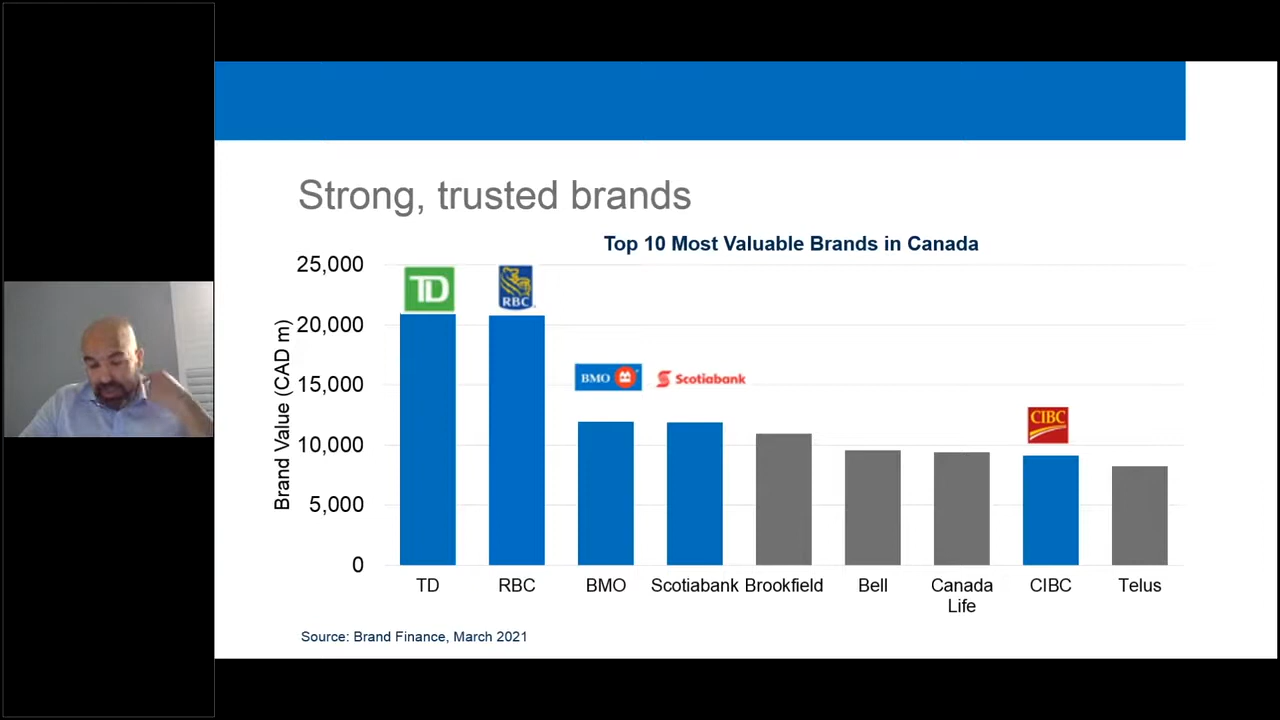 Strong, trusted brands
Top 10 Most Valuable Brands in Canada
Brand Value (CAD m)
25,000
20,000
15,000
10,000
5,000
0
TD
RBC
BMO
Scotiabank
CIBC
TD
RBC
BMO
Scotiabank
Brookfield
Bell
Canada
Life
CIBC
Telus
Source: Brand Finance, March 2021